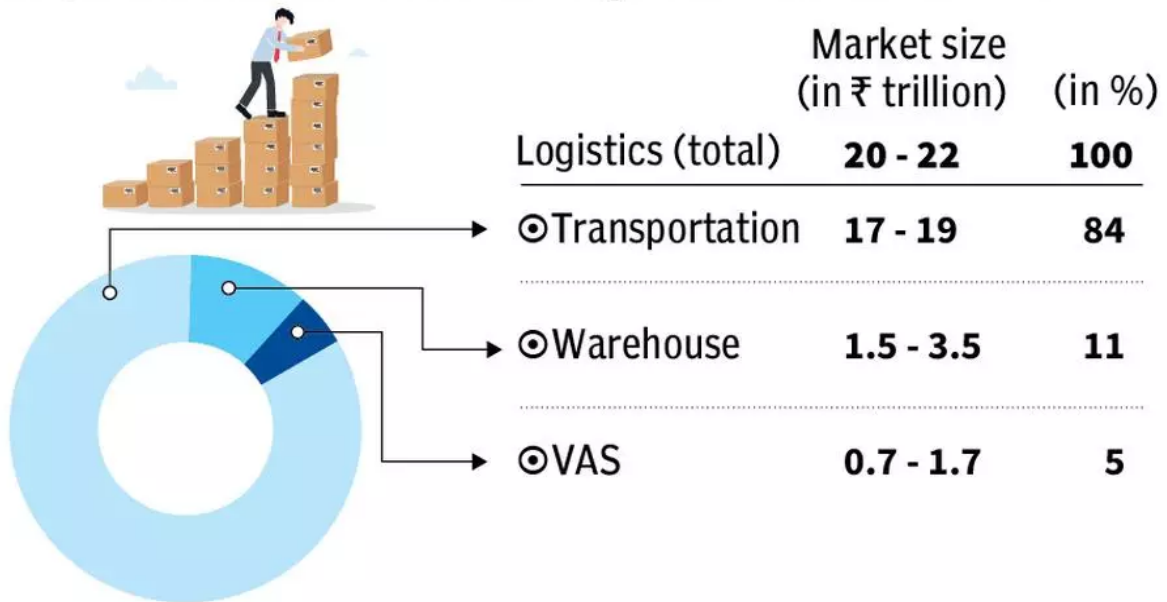 Market size
(in ₹ trillion) (in %)
Logistics (total) 20 - 22 100
Transportation 17 - 19 84
Warehouse 1.5 - 3.5 11
VAS 0.7 - 1.7 5